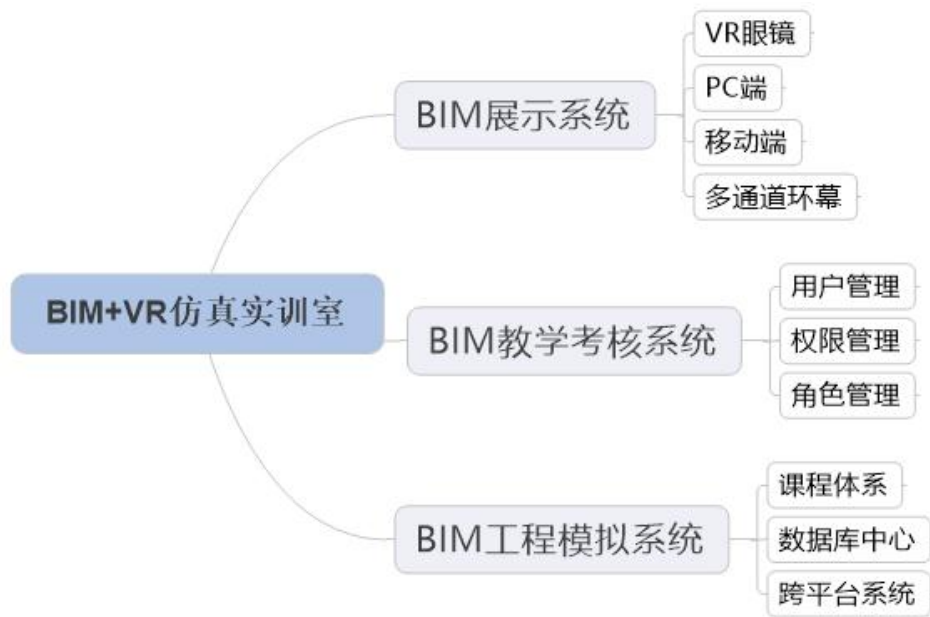 BIM+VR仿真实训室
BIM展示系统
VR眼镜
PC端
移动端
多通道环幕
BIM教学考核系统
用户管理
权限管理
角色管理
BIM工程模拟系统
课程体系
数据库中心
跨平台系统